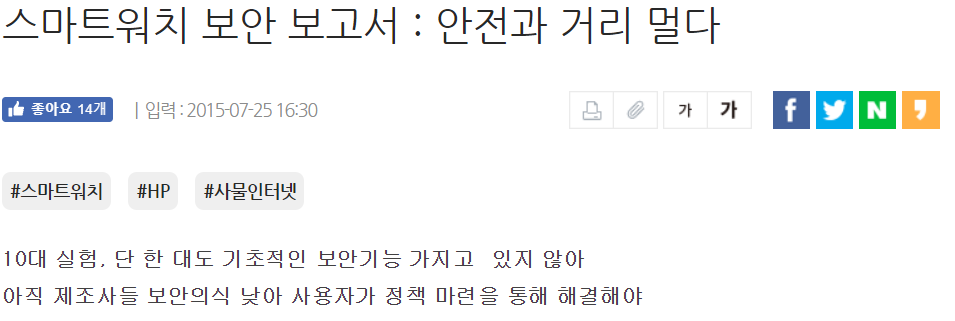 스마트워치 보안 보고서 : 안전과 거리 멀다
좋아요 14개 | 입력 : 2015-07-25 16:30 가 가
#스마트워치 #HP #사물인터넷
10대 실험, 단 한 대도 기초적인 보안기능 가지고 있지 않아
아직 제조사들 보안의식 낮아 사용자가 정책 마련을 통해 해결해야